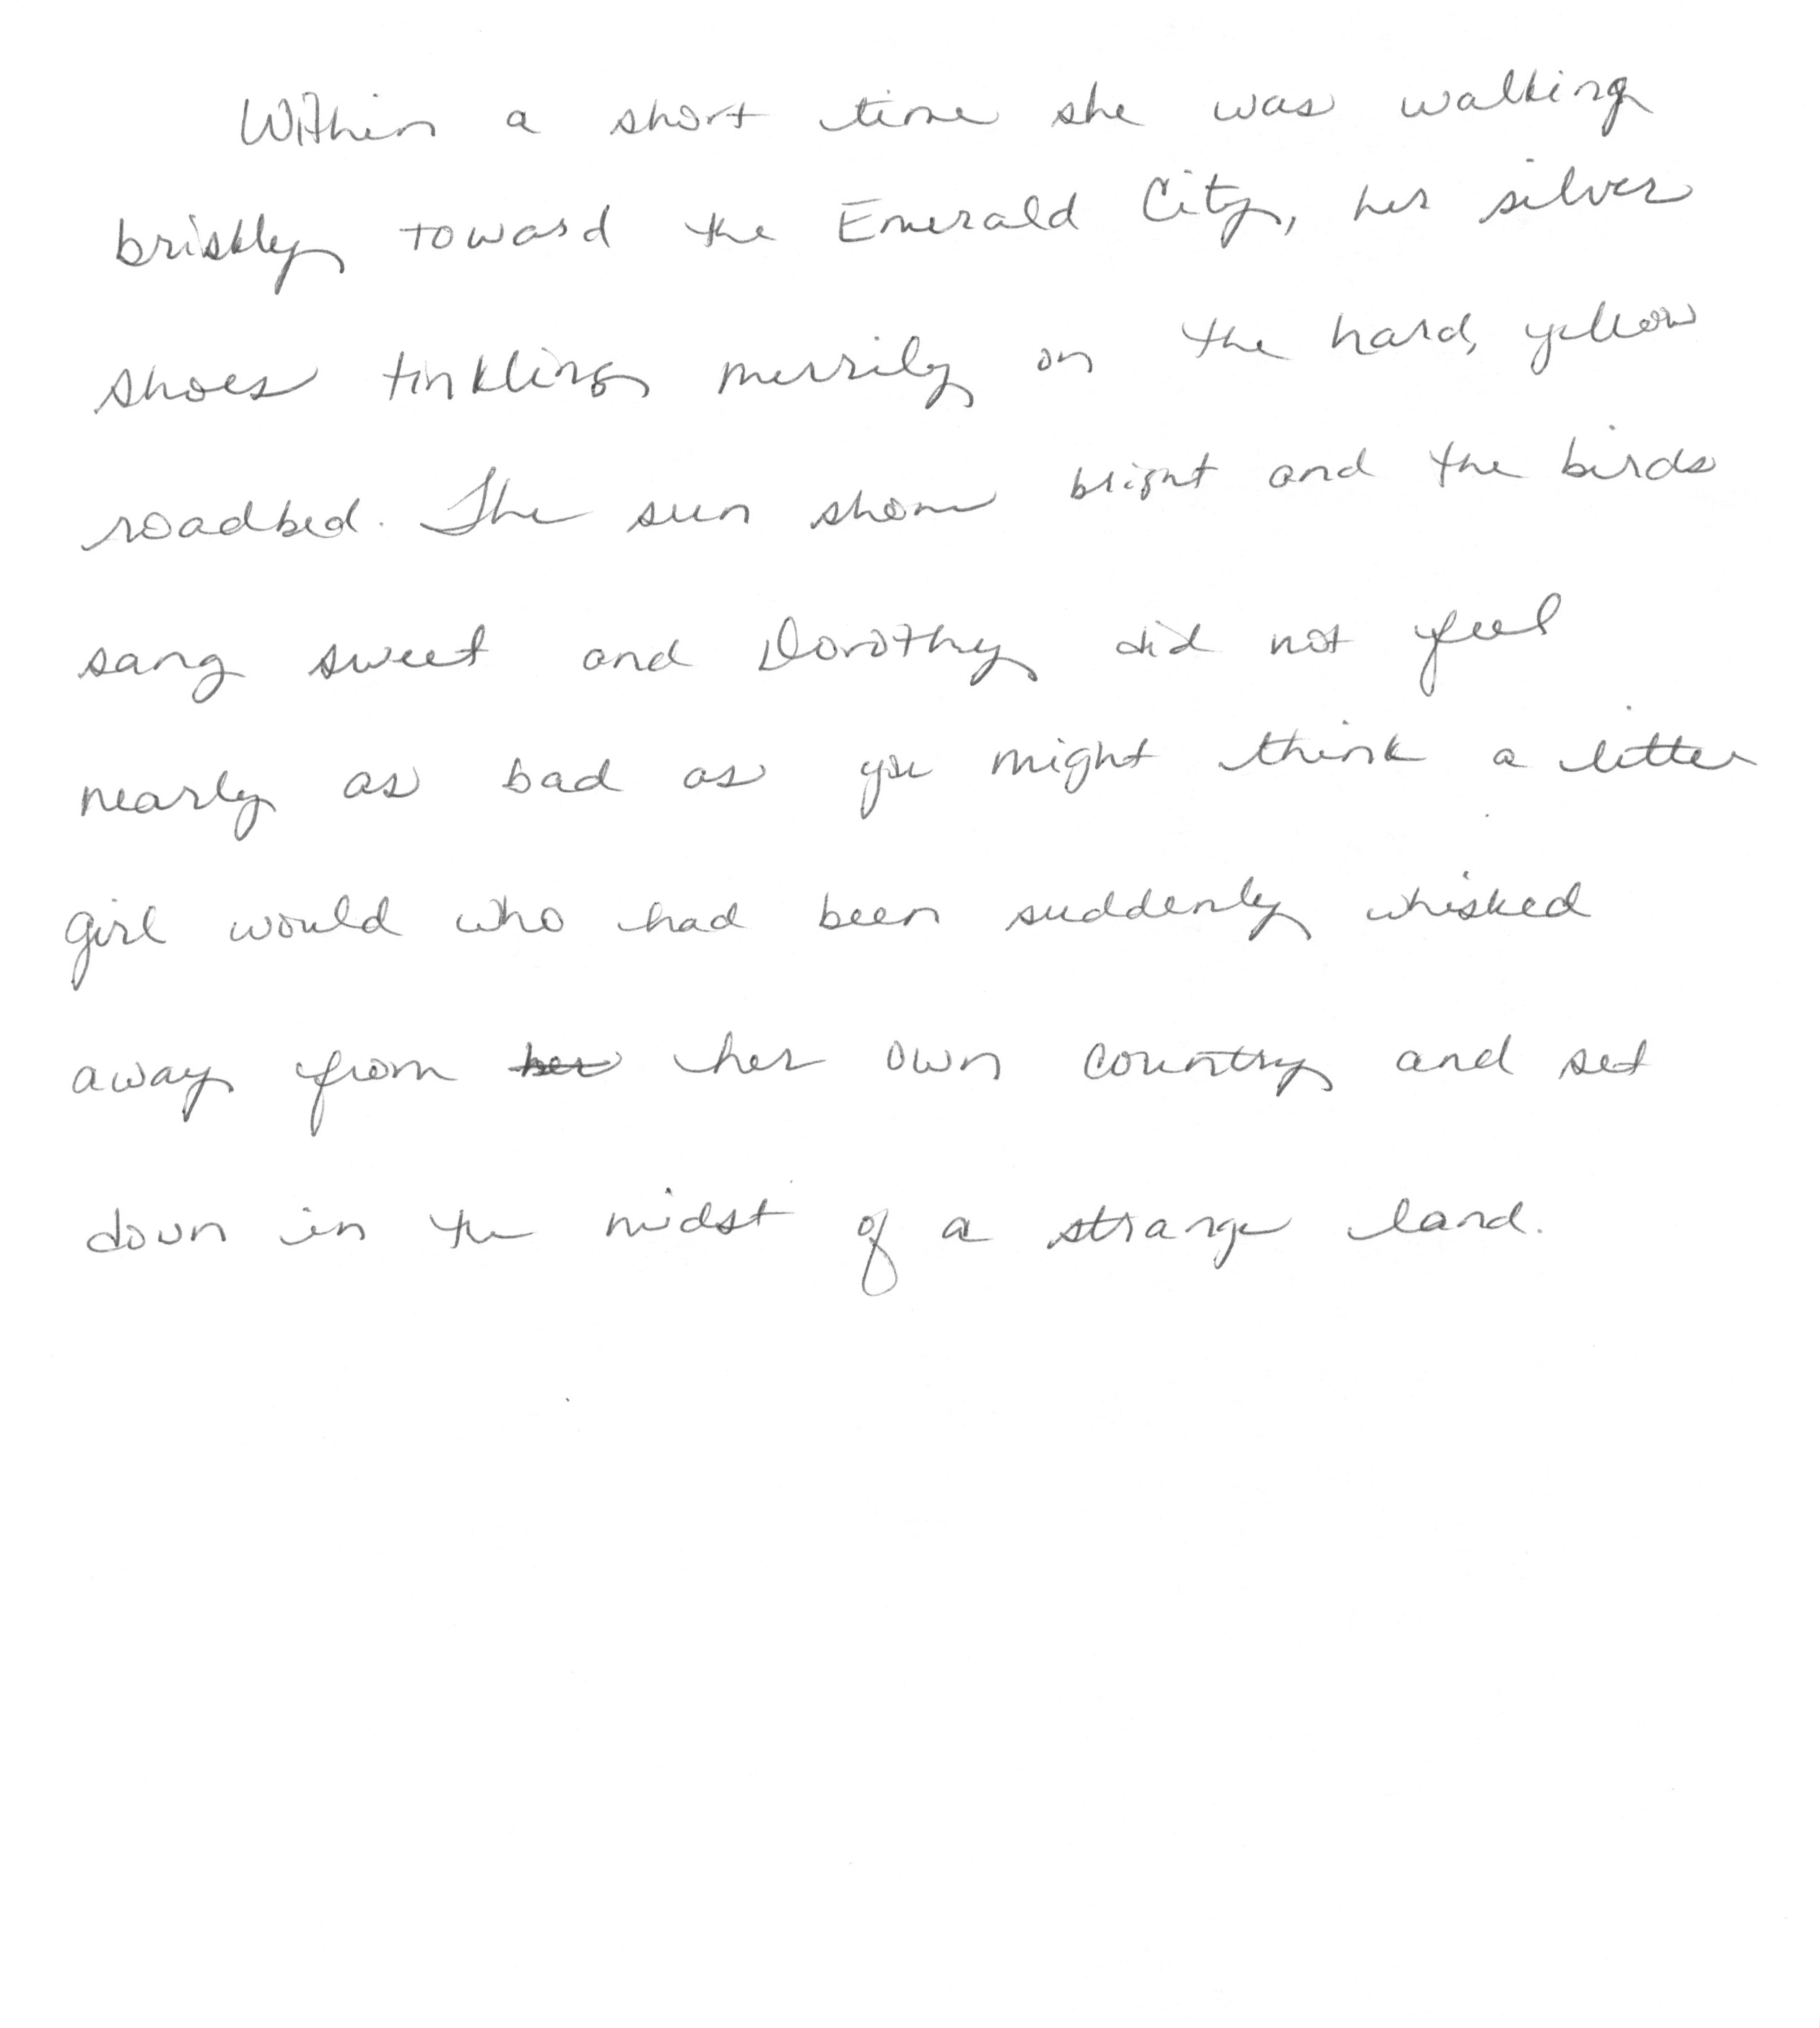 Within a short time she was walking
briskly toward the Emerald City, her silver
shoes tinkling merrily on the hard, yellow
roadbed. The sun shone bright and the birds
sang sweet and Dorothy did not feel
nearly as bad as you might think a little
girl would who had been suddenly whisked
away from her her own country and set
down in the midst of a strange land.